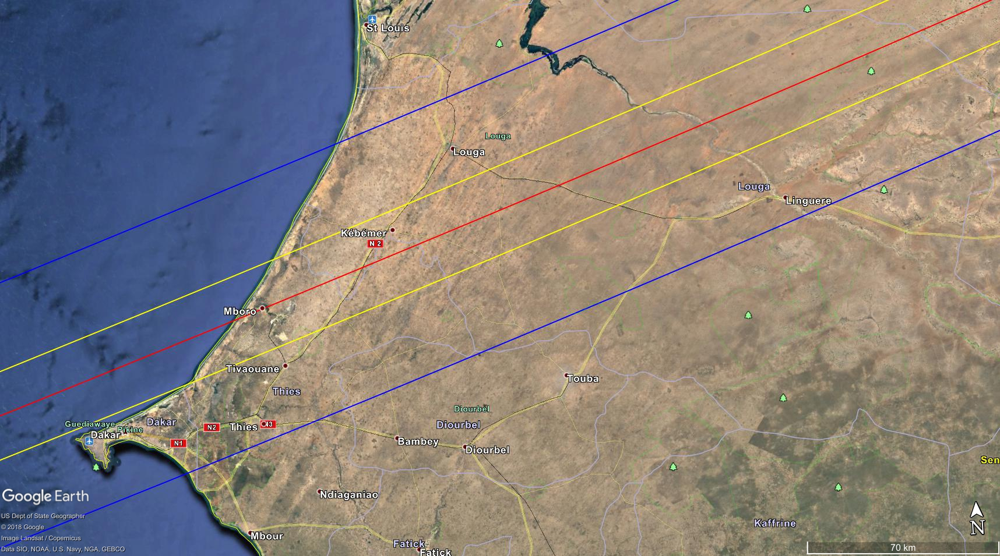 St Louis
Louga
Louga
Louga
Linguere
Kébémer
N 2
Mboro
Tivaouane
Thies
Touba
Diourbel
Diourbel
Guediawaye
Dakar
Pikine
Dakar
N2
Thies
N1
Bambey
Diourbel
Sen
Ndiaganiao
Google Earth
US Dept of State Geographer
© 2018 Google
Image Landsat / Copernicus
Data SIO, NOAA, U.S. Navy, NGA, GEBCO
Mbour
Fatick
Fatick
Kaffrine
N
70 km